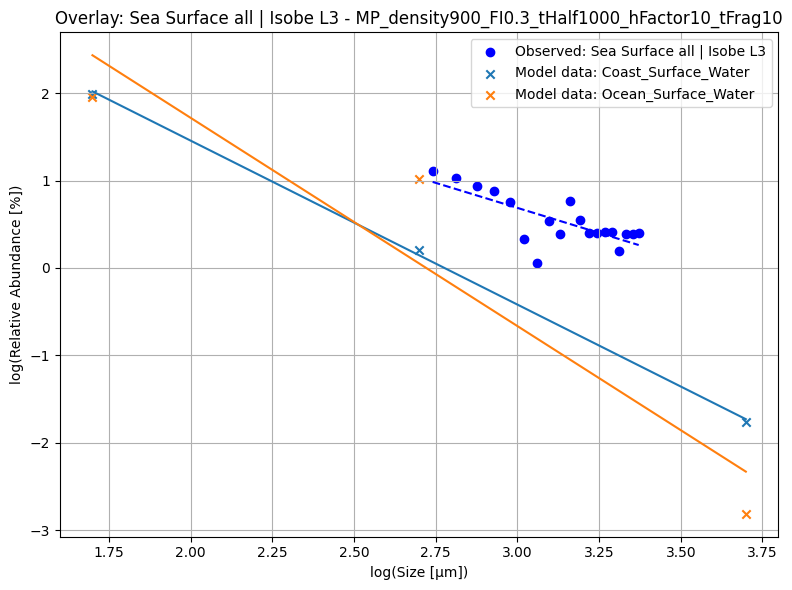 Overlay: Sea Surface all | Isobe L3 - MP_density900_FI0.3_tHalf1000_hFactor10_tFrag10
Observed: Sea Surface all | Isobe L3
Model data: Coast_Surface_Water
Model data: Ocean_Surface_Water
log(Relative Abundance [%])
2
1
0
−1
−2
−3
1.75
2.00
2.25
2.50
2.75
3.00
3.25
3.50
3.75
log(Size [μm])